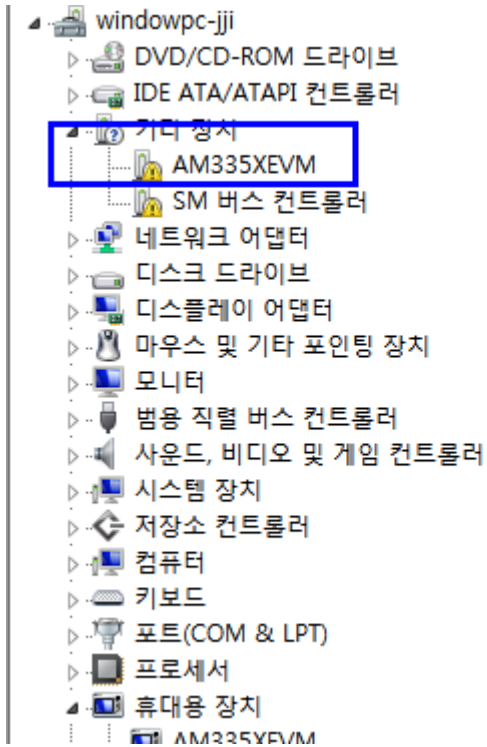 windowpc-jji
DVD/CD-ROM 드라이브
IDE ATA/ATAPI 컨트롤러
기타 장치
AM335XEVM
SM 버스 컨트롤러
네트워크 어댑터
디스크 드라이브
디스플레이 어댑터
마우스 및 기타 포인팅 장치
모니터
범용 직렬 버스 컨트롤러
사운드, 비디오 및 게임 컨트롤러
시스템 장치
저장소 컨트롤러
컴퓨터
키보드
포트(COM & LPT)
프로세서
휴대용 장치
AM335XEVM